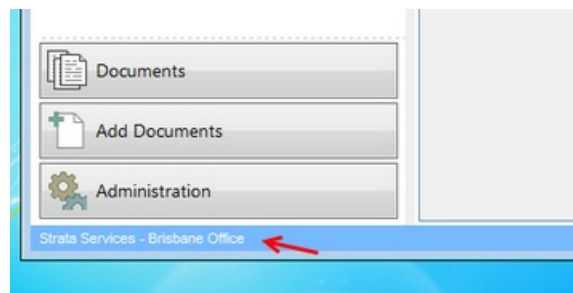 Documents
Add Documents
Administration
Strata Services - Brisbane Office